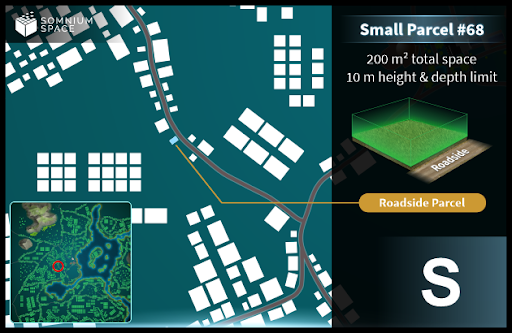 SOMNIUM
SPACE
Small Parcel #68
200 m² total space
10 m height & depth limit
Roadside
Roadside Parcel
S